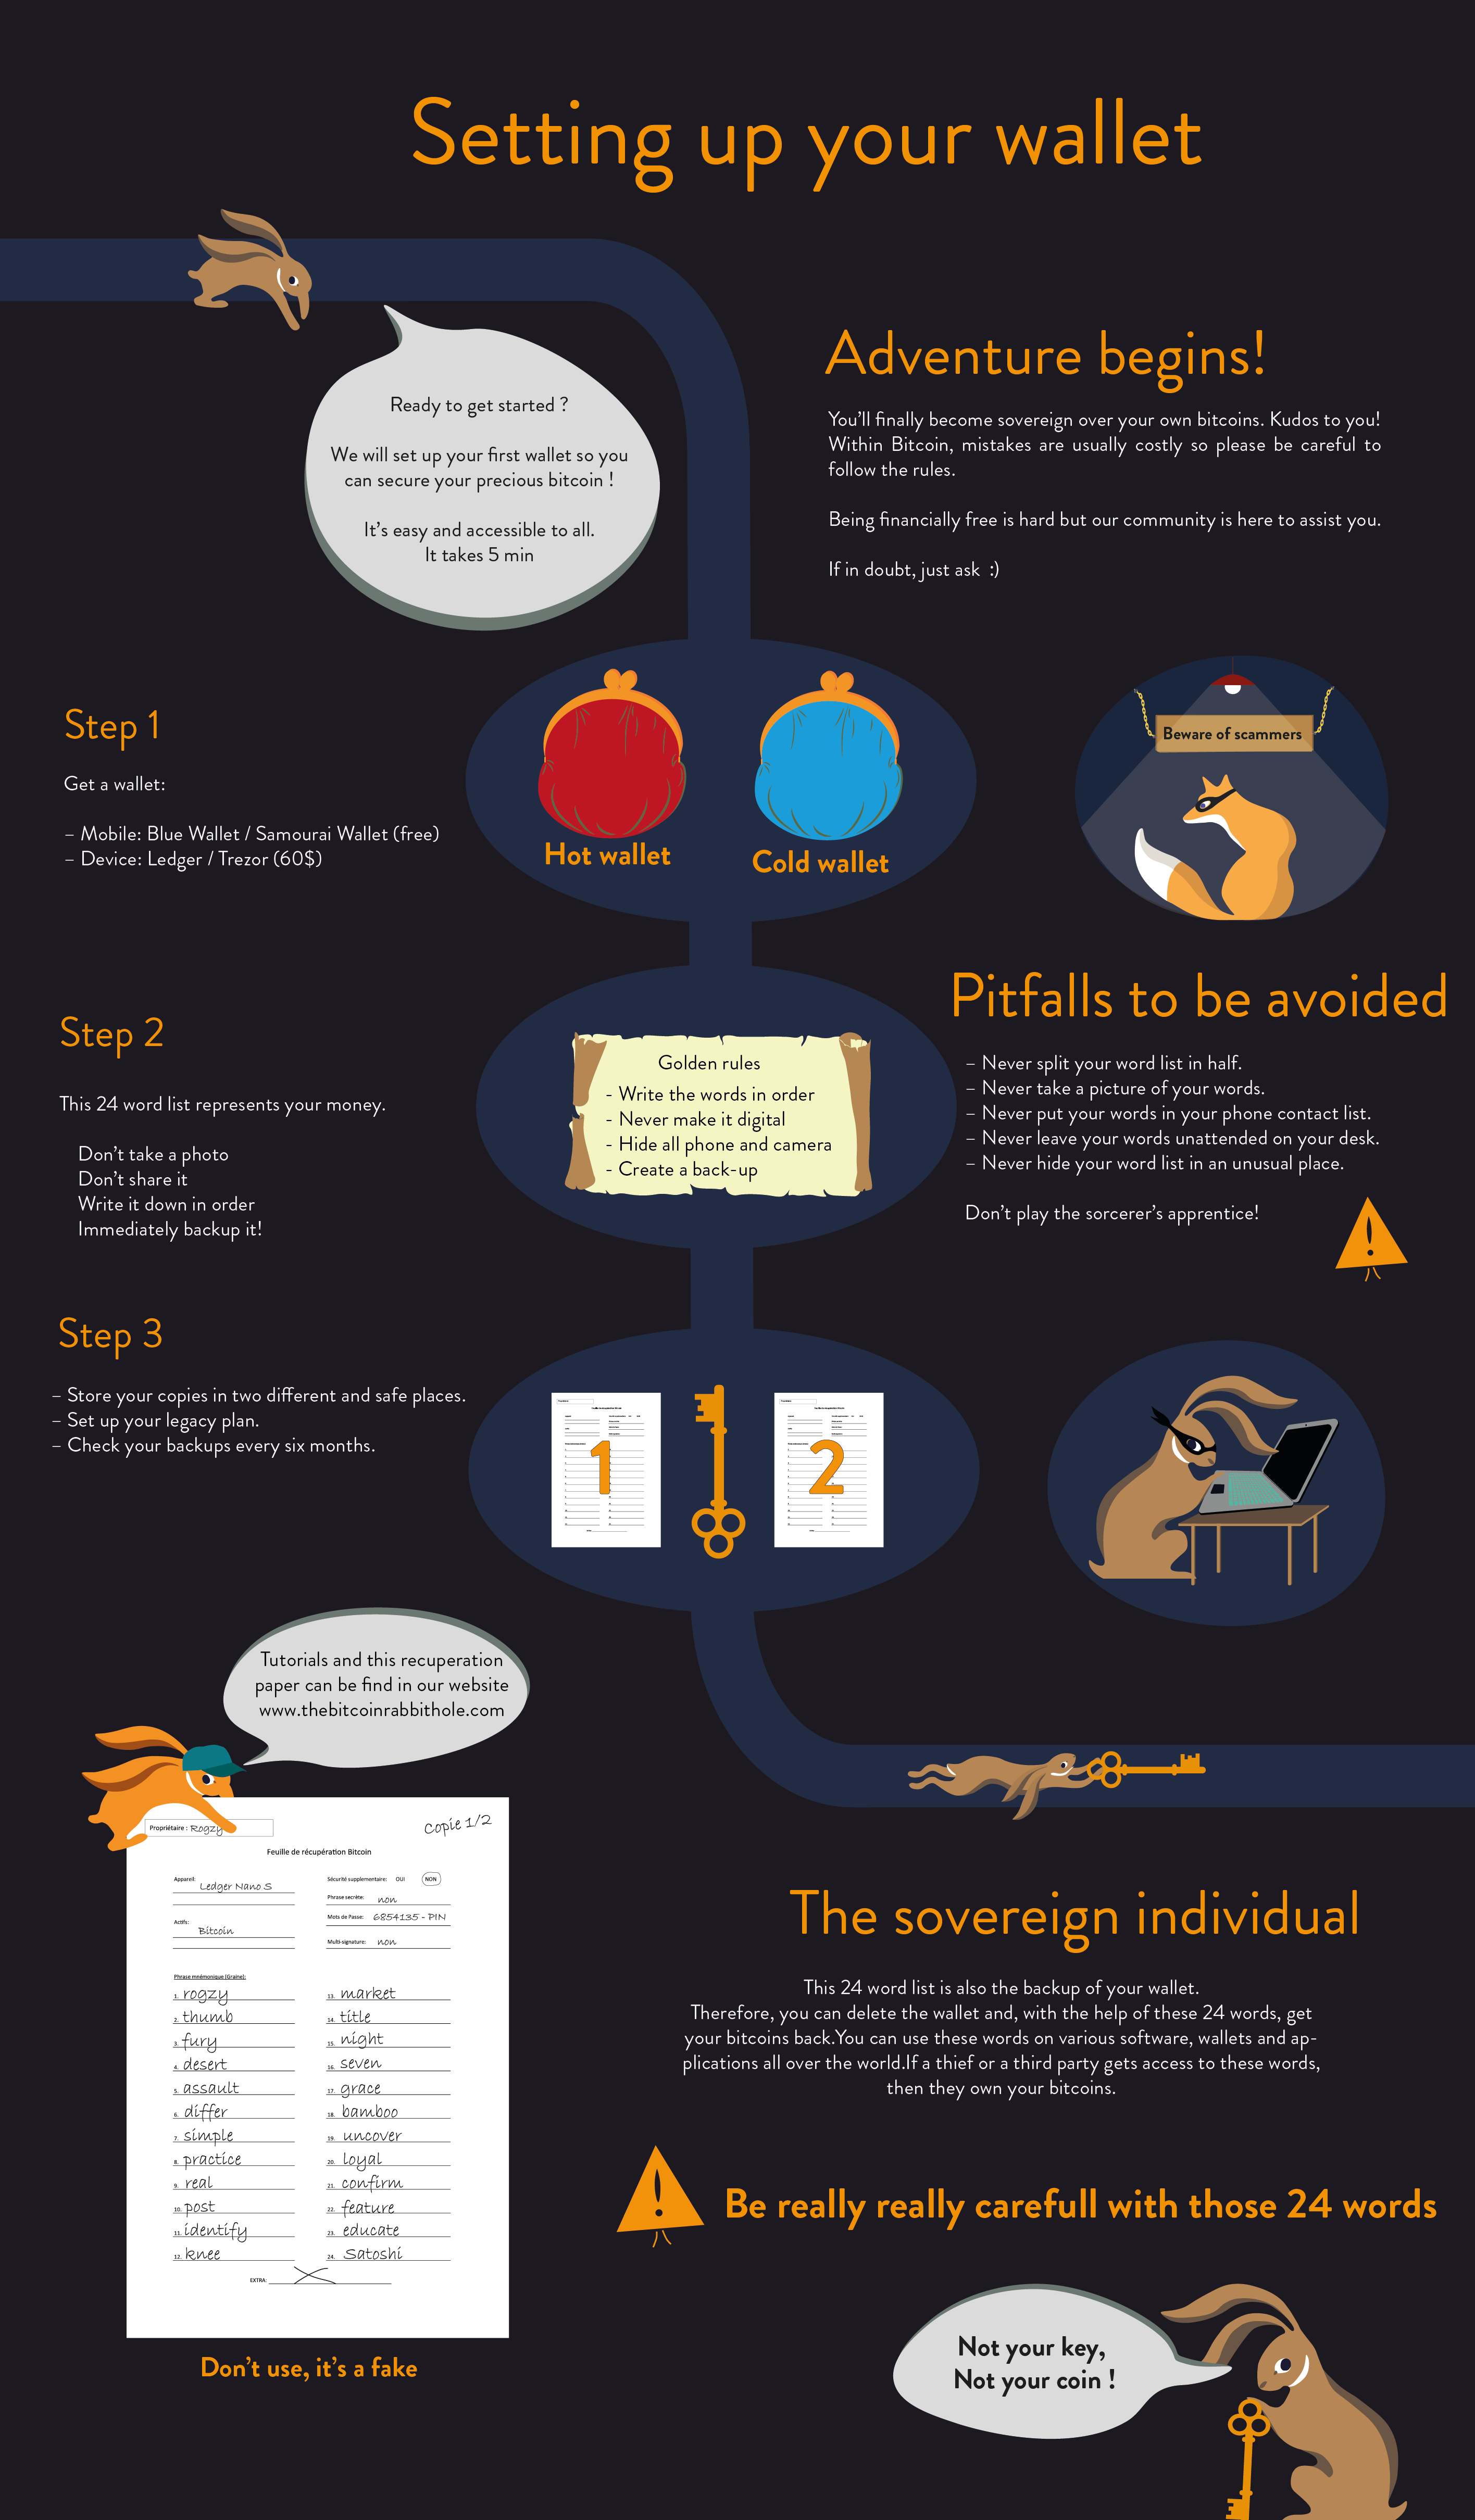 Setting up your wallet
Ready to get started ?
We will set up your first wallet so you
can secure your precious bitcoin !
It's easy and accessible to all.
It takes 5 min
Adventure begins!
You'll finally become sovereign over your own bitcoins. Kudos to you!
Within Bitcoin, mistakes are usually costly so please be careful to
follow the rules.
Being financially free is hard but our community is here to assist you.
If in doubt, just ask :)
Step 1
Get a wallet:
– Mobile: Blue Wallet / Samourai Wallet (free)
– Device: Ledger / Trezor (60$)
Hot wallet
Cold wallet
Beware of scammers
Step 2
This 24 word list represents your money.
Don't take a photo
Don't share it
Write it down in order
Immediately backup it!
Golden rules
- Write the words in order
- Never make it digital
- Hide all phone and camera
- Create a back-up
Pitfalls to be avoided
– Never split your word list in half.
– Never take a picture of your words.
– Never put your words in your phone contact list.
– Never leave your words unattended on your desk.
– Never hide your word list in an unusual place.
Don't play the sorcerer's apprentice!
Step 3
– Store your copies in two different and safe places.
– Set up your legacy plan.
– Check your backups every six months.
1
2
Tutorials and this recuperation
paper can be find in our website
www.thebitcoinrabbithole.com
Propriétaire : Rogzy
Copie 1/2
Feuille de récupération Bitcoin
Appareil: Ledger Nano S
Actifs: Bitcoin
Sécurité supplementaire: OUI NON
Phrase secrète: non
Mots de Passe: 6854135 - PIN
Multi-signature: non
Phrase mnémonique (Graine):
1. rogzy
2. thumb
3. fury
4. desert
5. assault
6. differ
7. simple
8. practice
9. real
10. post
11. identify
12. knee
13. market
14. title
15. night
16. seven
17. grace
18. bamboo
19. uncover
20. loyal
21. confirm
22. feature
23. educate
24. Satoshi
EXTRA:
Don't use, it's a fake
The sovereign individual
This 24 word list is also the backup of your wallet.
Therefore, you can delete the wallet and, with the help of these 24 words, get
your bitcoins back.You can use these words on various software, wallets and ap-
plications all over the world.If a thief or a third party gets access to these words,
then they own your bitcoins.
Be really really carefull with those 24 words
Not your key,
Not your coin !